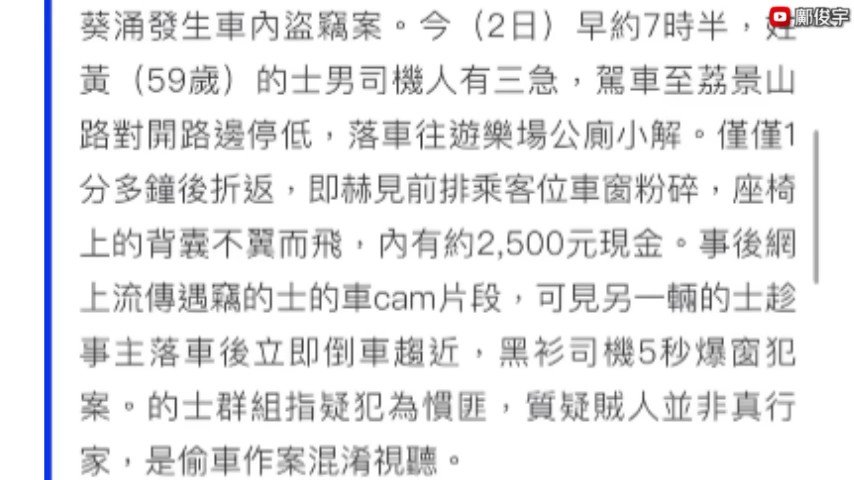 鄺俊宇
葵涌發生車內盜竊案。今（2日）早約7時半，姓
黃（59歲）的士男司機人有三急，駕車至荔景山
路對開路邊停低，落車往遊樂場公廁小解。僅僅1
分多鐘後折返，即赫見前排乘客位車窗粉碎，座椅
上的背囊不翼而飛，內有約2,500元現金。事後網
上流傳遇竊的士的車cam片段，可見另一輛的士趁
事主落車後立即倒車趨近，黑衫司機5秒爆窗犯
案。的士群組指疑犯為慣匪，質疑賊人並非真行
家，是偷車作案混淆視聽。